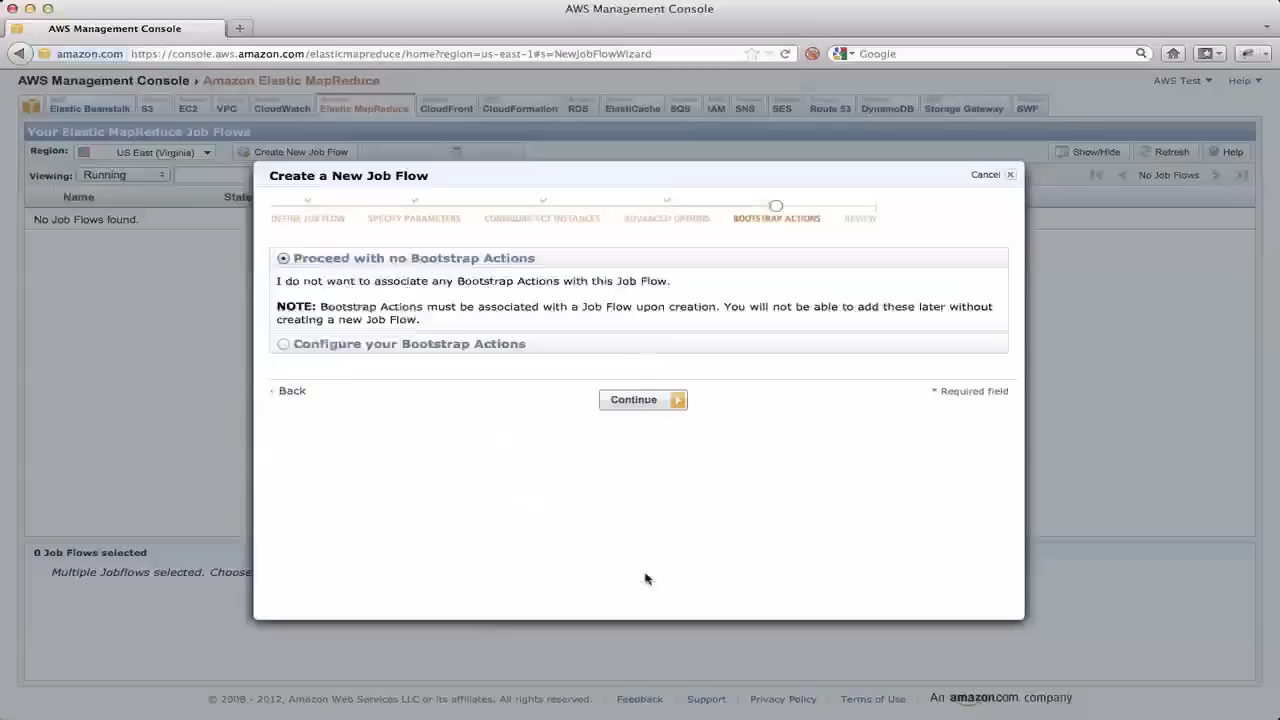 AWS Management Console
AWS Management Console
amazon.com https://console.aws.amazon.com/elasticmapreduce/home?region=us-east-1#s=NewJobFlowWizard Google
AWS Management Console › Amazon Elastic MapReduce AWS Test Help
Elastic Beanstalk S3 EC2 VPC CloudWatch Elastic MapReduce CloudFront CloudFormation RDS ElastiCache SQS IAM SNS SES Route 53 DynamoDB Storage Gateway SWF
Your Elastic MapReduce Job Flows
Region: US East (Virginia) Create New Job Flow Show/Hide Refresh Help
Viewing: Running No Job Flows
Name State
No Job Flows found.
Create a New Job Flow Cancel x
DEFINE JOB FLOW SPECIFY PARAMETERS CONFIGURE EC2 INSTANCES ADVANCED OPTIONS BOOTSTRAP ACTIONS REVIEW
Proceed with no Bootstrap Actions
I do not want to associate any Bootstrap Actions with this Job Flow.
NOTE: Bootstrap Actions must be associated with a Job Flow upon creation. You will not be able to add these later without
creating a new Job Flow.
Configure your Bootstrap Actions
Back Continue * Required field
0 Job Flows selected
Multiple Jobflows selected. Choose
© 2008 - 2012, Amazon Web Services LLC or its affiliates. All rights reserved. Feedback Support Privacy Policy Terms of Use An amazon.com company